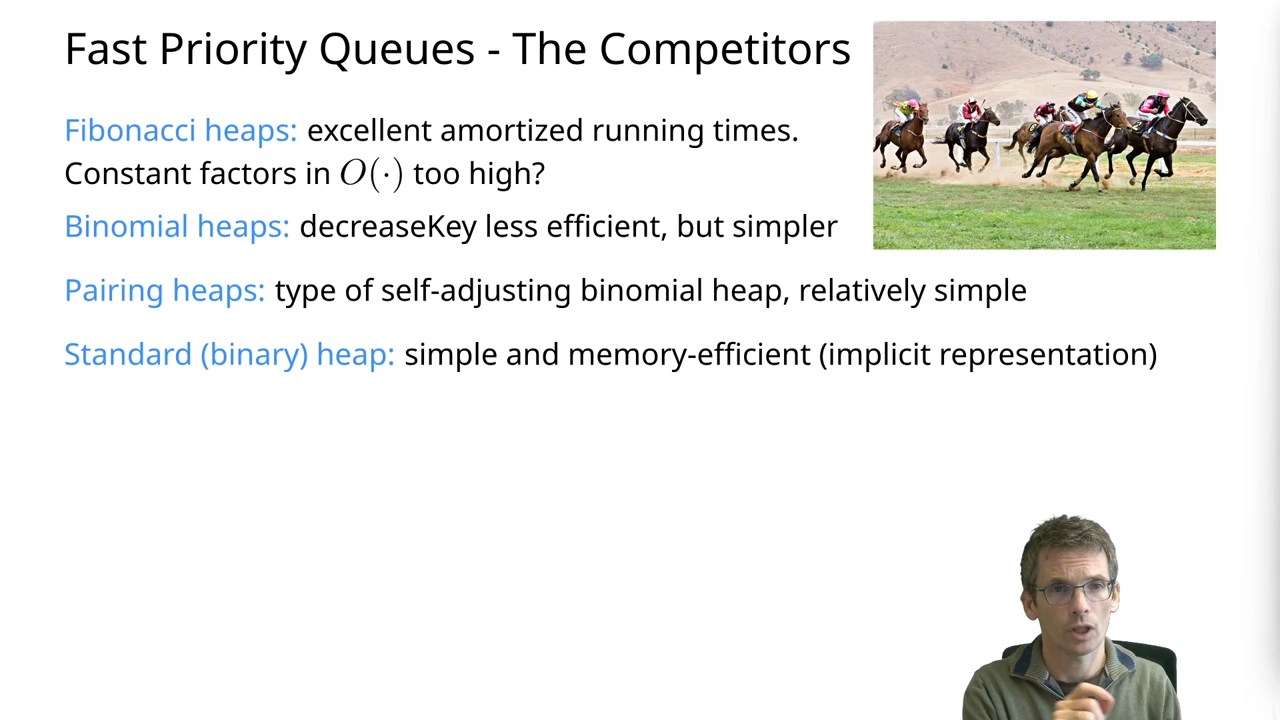 Fast Priority Queues - The Competitors
Fibonacci heaps: excellent amortized running times.
Constant factors in O(·) too high?
Binomial heaps: decreaseKey less efficient, but simpler
Pairing heaps: type of self-adjusting binomial heap, relatively simple
Standard (binary) heap: simple and memory-efficient (implicit representation)